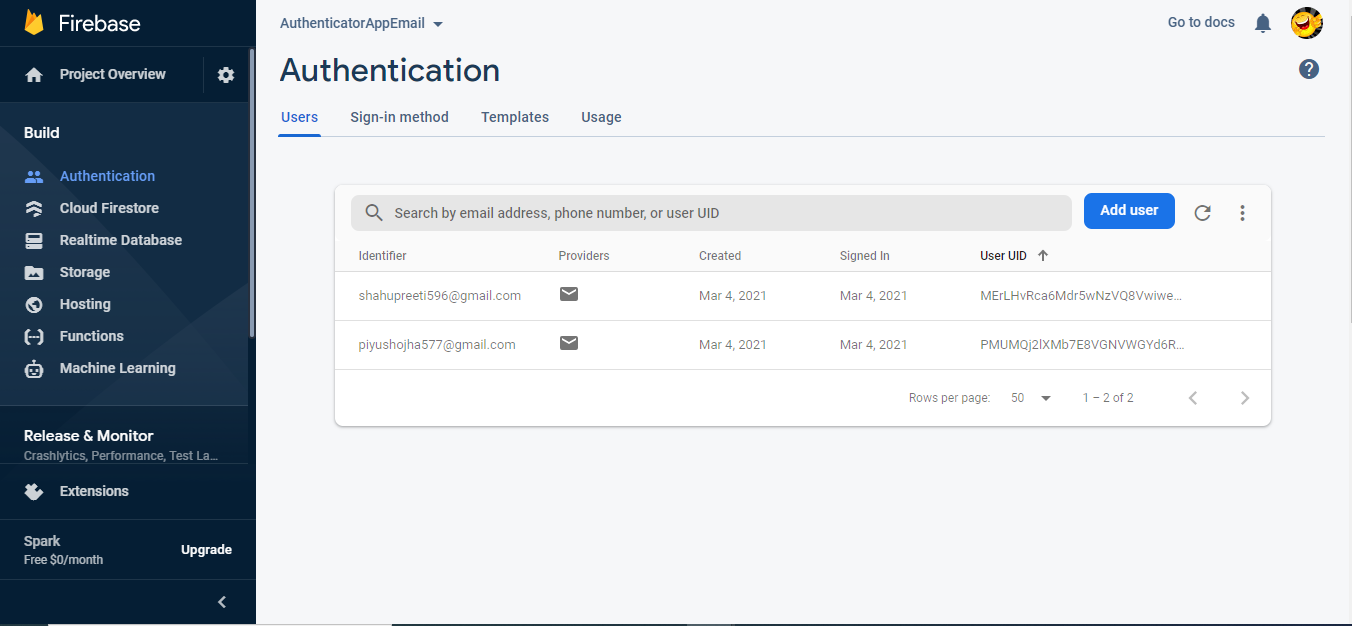 Firebase
Project Overview
Build
Authentication
Cloud Firestore
Realtime Database
Storage
Hosting
Functions
Machine Learning
Release & Monitor
Crashlytics, Performance, Test La...
Extensions
Spark
Free $0/month
Upgrade
AuthenticatorAppEmail
Go to docs
Authentication
Users Sign-in method Templates Usage
Search by email address, phone number, or user UID
Add user
Identifier Providers Created Signed In User UID
shahupreeti596@gmail.com Mar 4, 2021 Mar 4, 2021 MErLHvRca6Mdr5wNzVQ8Vwiwe...
piyushojha577@gmail.com Mar 4, 2021 Mar 4, 2021 PMUMQj2lXMb7E8VGNVWGYd6R...
Rows per page: 50 1 – 2 of 2